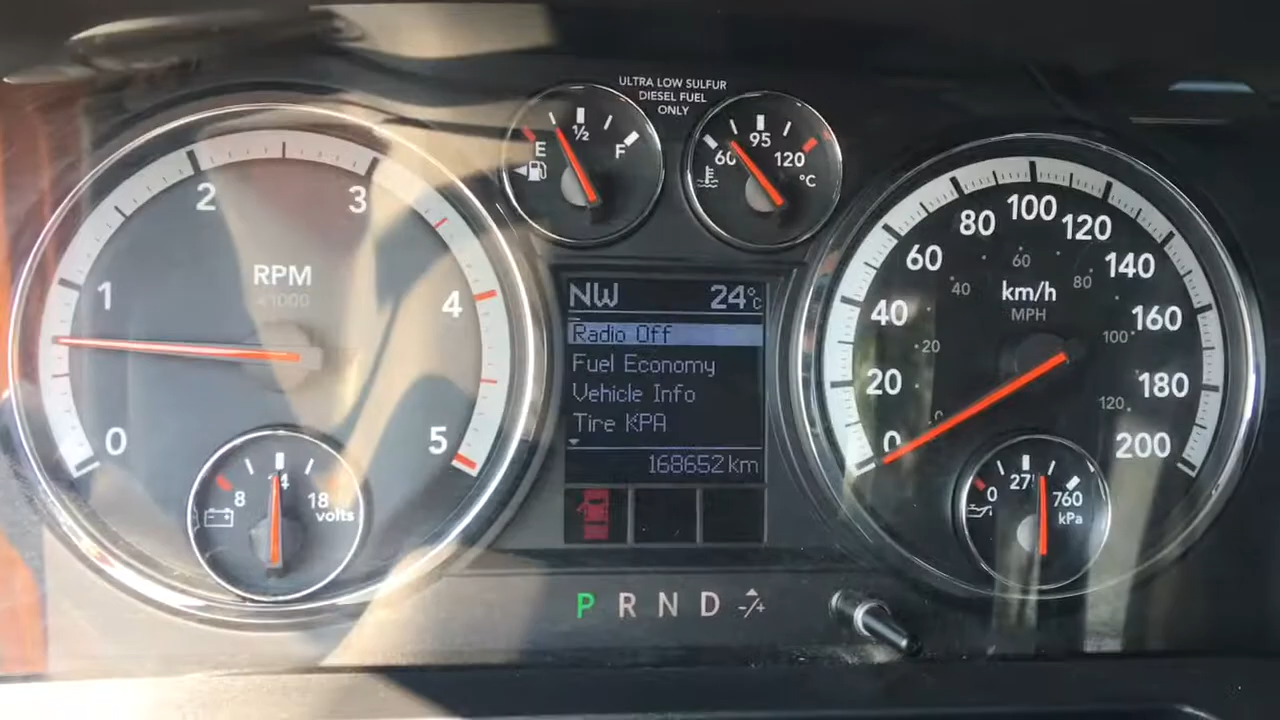 ULTRA LOW SULFUR
DIESEL FUEL
ONLY
E ½ F
60 95 120
°C
0 1 2 3 4 5
RPM
x1000
8 14 18
volts
NW 24°C
Radio Off
Fuel Economy
Vehicle Info
Tire KPA
168652 km
P R N D -/+
0 20 40 60 80 100 120 140 160 180 200
km/h
MPH
0 20 40 60 80 100 120
0 760
kPa